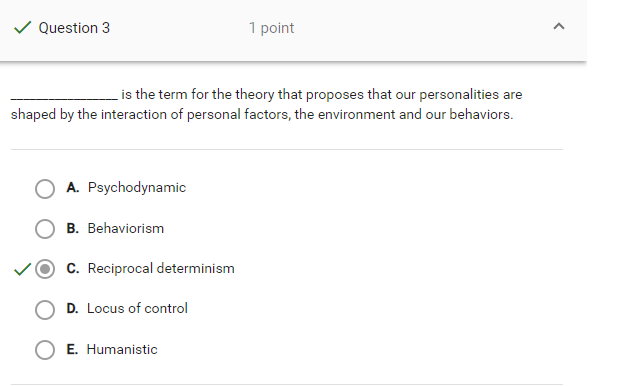 Question 3 1 point
________________ is the term for the theory that proposes that our personalities are
shaped by the interaction of personal factors, the environment and our behaviors.
A. Psychodynamic
B. Behaviorism
C. Reciprocal determinism
D. Locus of control
E. Humanistic